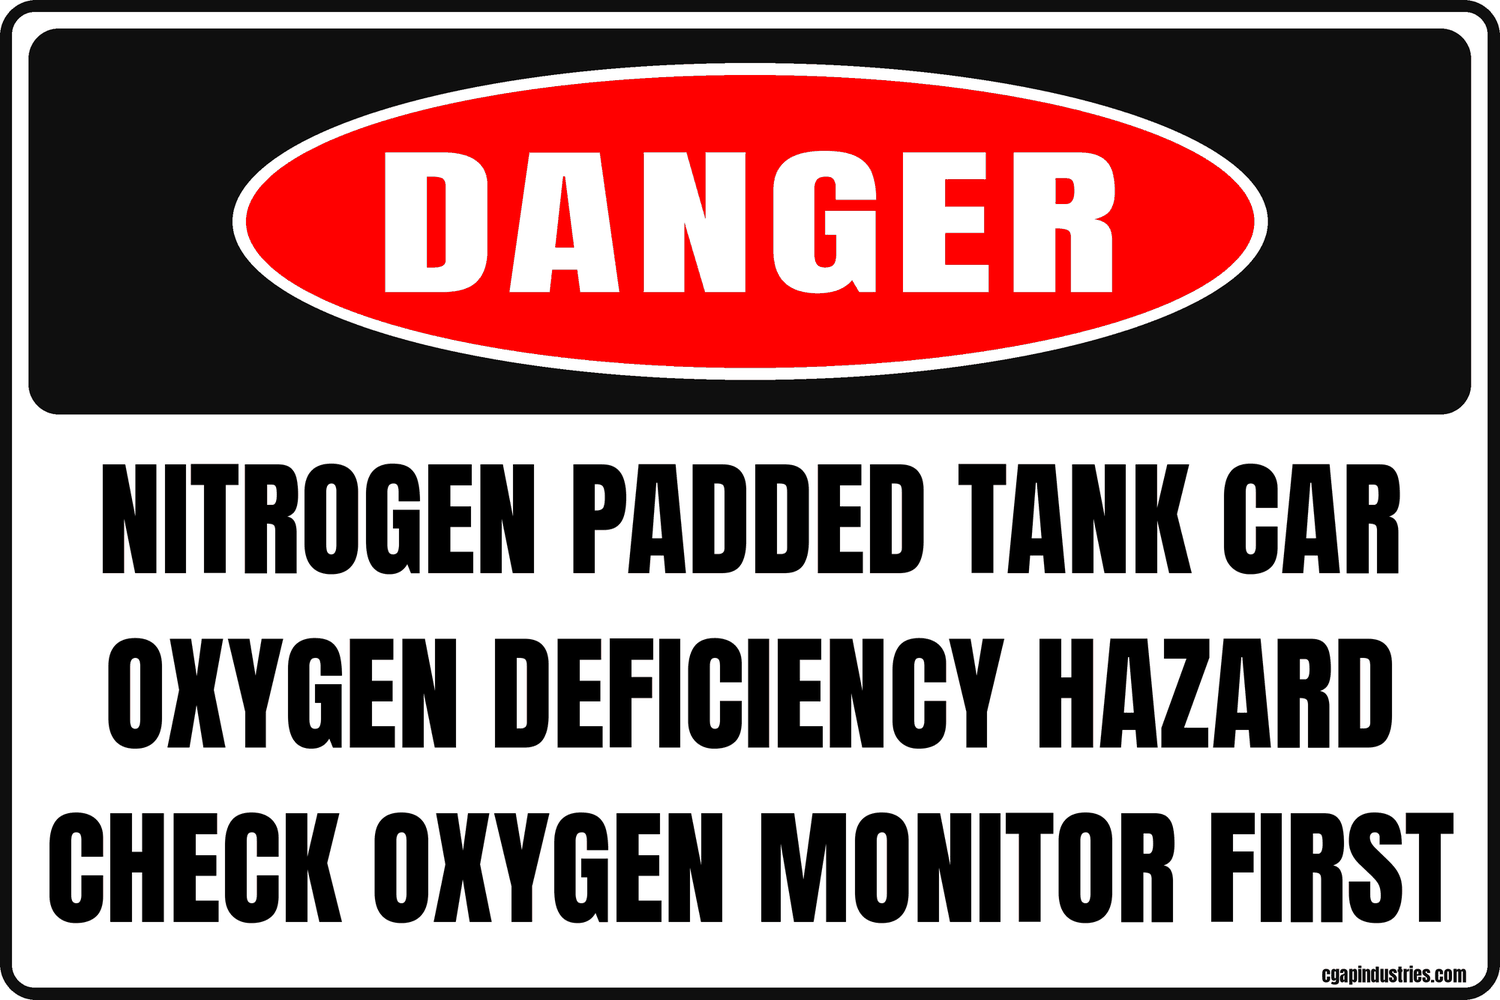 DANGER
NITROGEN PADDED TANK CAR
OXYGEN DEFICIENCY HAZARD
CHECK OXYGEN MONITOR FIRST
cgapindustries.com